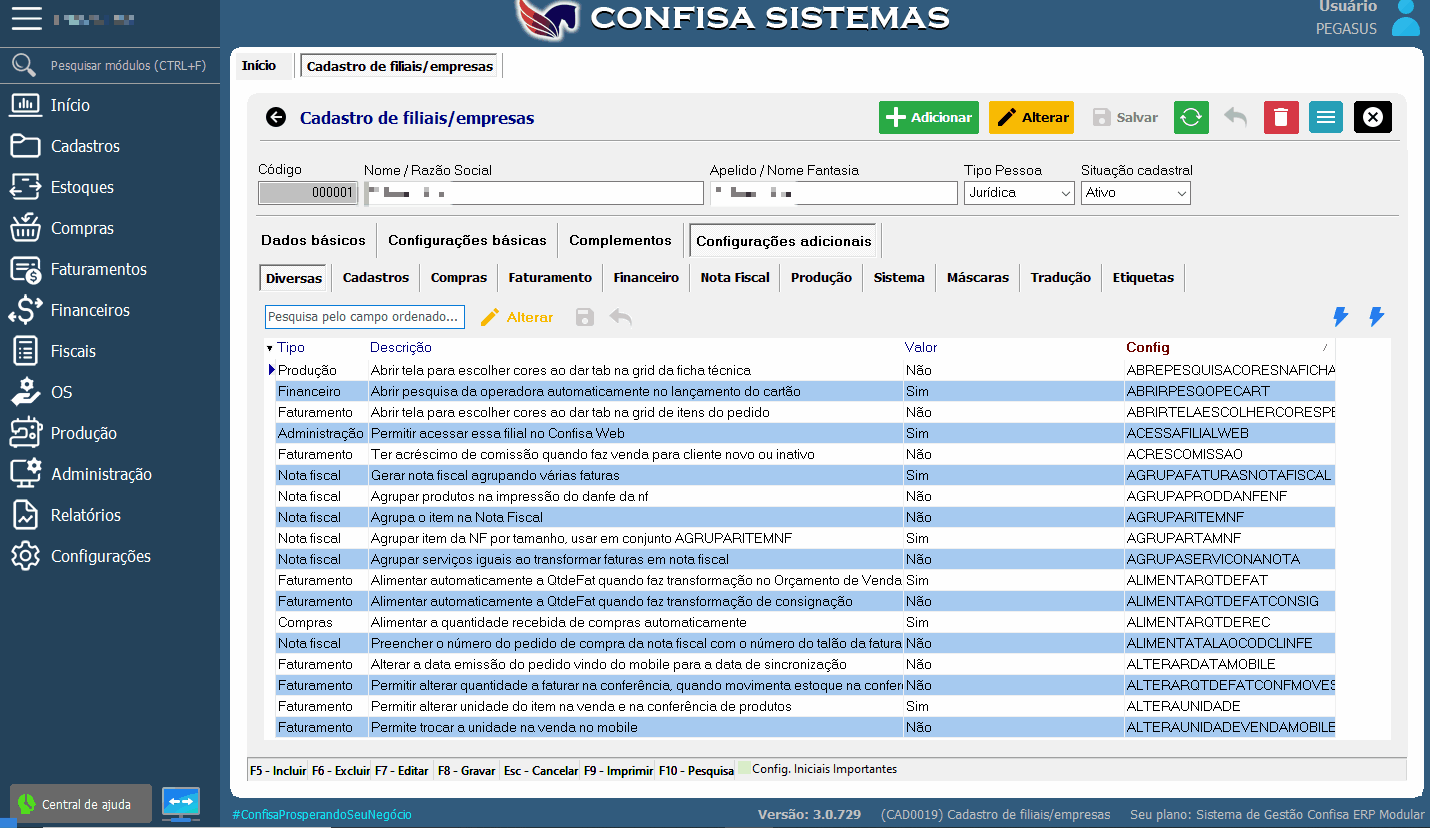 CONFISA SISTEMAS
Usuário
PEGASUS
Pesquisar módulos (CTRL+F)
Início
Cadastros
Estoques
Compras
Faturamentos
Financeiros
Fiscais
OS
Produção
Administração
Relatórios
Configurações
Central de ajuda
Início Cadastro de filiais/empresas
Cadastro de filiais/empresas Adicionar Alterar Salvar
Código Nome / Razão Social Apelido / Nome Fantasia Tipo Pessoa Situação cadastral
000001 Jurídica Ativo
Dados básicos Configurações básicas Complementos Configurações adicionais
Diversas Cadastros Compras Faturamento Financeiro Nota Fiscal Produção Sistema Máscaras Tradução Etiquetas
Pesquisa pelo campo ordenado... Alterar
Tipo Descrição Valor Config
Produção Abrir tela para escolher cores ao dar tab na grid da ficha técnica Não ABREPESQUISACORESNAFICHA
Financeiro Abrir pesquisa da operadora automaticamente no lançamento do cartão Sim ABRIRPESQOPECART
Faturamento Abrir tela para escolher cores ao dar tab na grid de itens do pedido Não ABRIRTELAESCOLHERCORESPE
Administração Permitir acessar essa filial no Confisa Web Sim ACESSAFILIALWEB
Faturamento Ter acréscimo de comissão quando faz venda para cliente novo ou inativo Não ACRESCOMISSAO
Nota fiscal Gerar nota fiscal agrupando várias faturas Sim AGRUPAFATURASNOTAFISCAL
Nota fiscal Agrupar produtos na impressão do danfe da nf Não AGRUPAPRODDANFENF
Nota fiscal Agrupa o item na Nota Fiscal Não AGRUPARITEMNF
Nota fiscal Agrupar item da NF por tamanho, usar em conjunto AGRUPARITEMNF Sim AGRUPARTAMNF
Nota fiscal Agrupar serviços iguais ao transformar faturas em nota fiscal Não AGRUPASERVICONANOTA
Faturamento Alimentar automaticamente a QtdeFat quando faz transformação no Orçamento de Venda Sim ALIMENTARQTDEFAT
Faturamento Alimentar automaticamente a QtdeFat quando faz transformação de consignação Não ALIMENTARQTDEFATCONSIG
Compras Alimentar a quantidade recebida de compras automaticamente Sim ALIMENTARQTDEREC
Nota fiscal Preencher o número do pedido de compra da nota fiscal com o número do talão da fatura Não ALIMENTATALAOCODCLINFE
Faturamento Alterar a data emissão do pedido vindo do mobile para a data de sincronização Não ALTERARDATAMOBILE
Faturamento Permitir alterar quantidade a faturar na conferência, quando movimenta estoque na confer Não ALTERARQTDEFATCONFMOVES
Faturamento Permitir alterar unidade do item na venda e na conferência de produtos Sim ALTERAUNIDADE
Faturamento Permite trocar a unidade na venda no mobile Não ALTERAUNIDADEVENDAMOBILE
F5 - Incluir F6 - Excluir F7 - Editar F8 - Gravar Esc - Cancelar F9 - Imprimir F10 - Pesquisa Config. Iniciais Importantes
#ConfisaProsperandoSeuNegócio Versão: 3.0.729 (CAD0019) Cadastro de filiais/empresas Seu plano: Sistema de Gestão Confisa ERP Modular